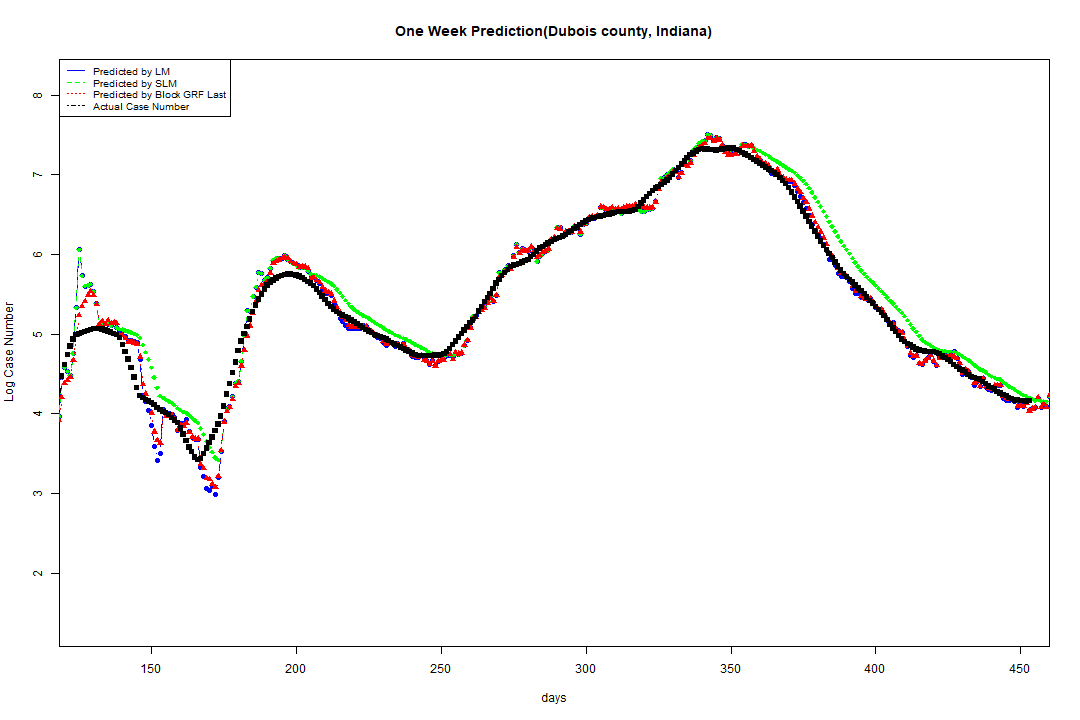 One Week Prediction(Dubois county, Indiana)
Predicted by LM
Predicted by SLM
Predicted by Block GRF Last
Actual Case Number
8
7
6
5
4
3
2
Log Case Number
150 200 250 300 350 400 450
days